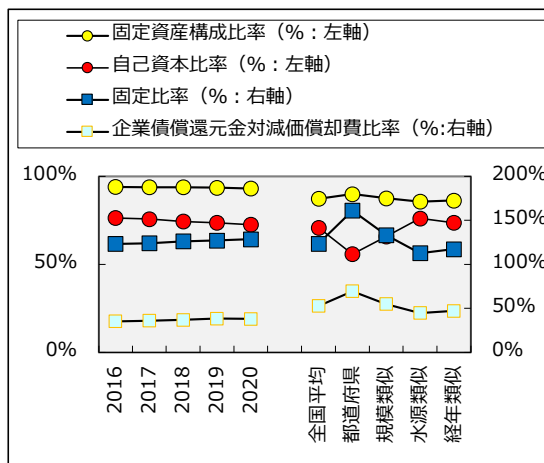 固定資産構成比率（%：左軸）
自己資本比率（%：左軸）
固定比率（%：右軸）
企業債償還元金対減価償却費比率（%:右軸）
100%
200%
150%
50%
100%
50%
0%
0%
2016
2017
2018
2019
2020
全国平均
都道府県
規模類似
水源類似
経年類似